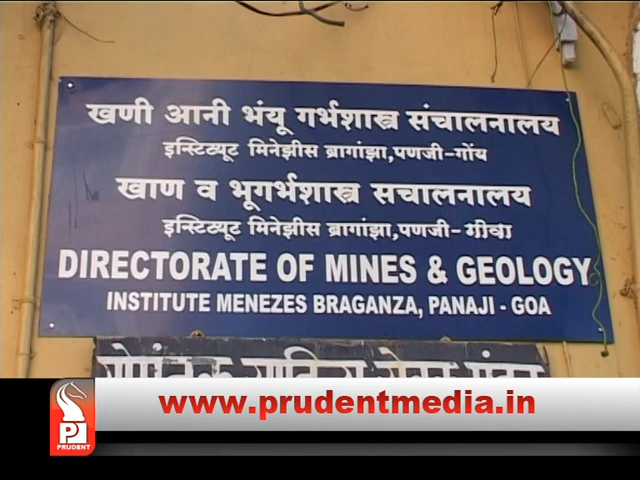 खणी आनी भंयू गर्भशास्त्र संचालनालय
इन्स्टिट्यूट मिनेझीस ब्रागांझा,पणजी-गोंय
खाण व भूगर्भशास्त्र सचालनालय
इन्स्टिट्यूट मिनेझीस ब्रागांझा,पणजी-गोवा
DIRECTORATE OF MINES & GEOLOGY
INSTITUTE MENEZES BRAGANZA, PANAJI - GOA
www.prudentmedia.in
PRUDENT